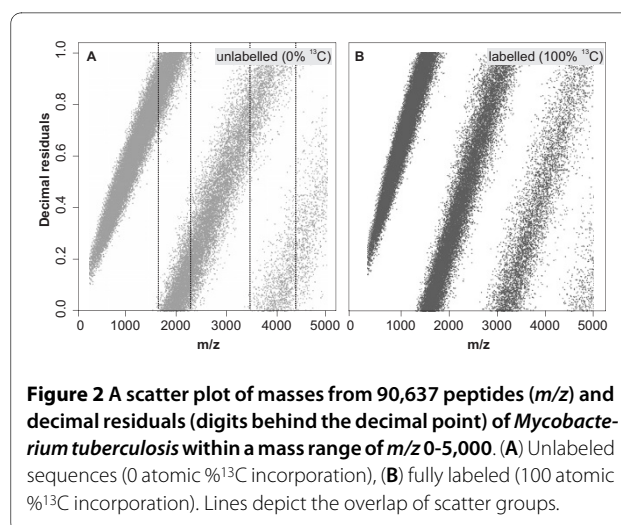 A
unlabelled (0% ¹³C)
B
labelled (100% ¹³C)
Decimal residuals
1.0
0.8
0.6
0.4
0.2
0.0
0 1000 2000 3000 4000 5000
0 1000 2000 3000 4000 5000
m/z
m/z
Figure 2 A scatter plot of masses from 90,637 peptides (m/z) and
decimal residuals (digits behind the decimal point) of Mycobacte-
rium tuberculosis within a mass range of m/z 0-5,000. (A) Unlabeled
sequences (0 atomic %¹³C incorporation), (B) fully labeled (100 atomic
%¹³C incorporation). Lines depict the overlap of scatter groups.